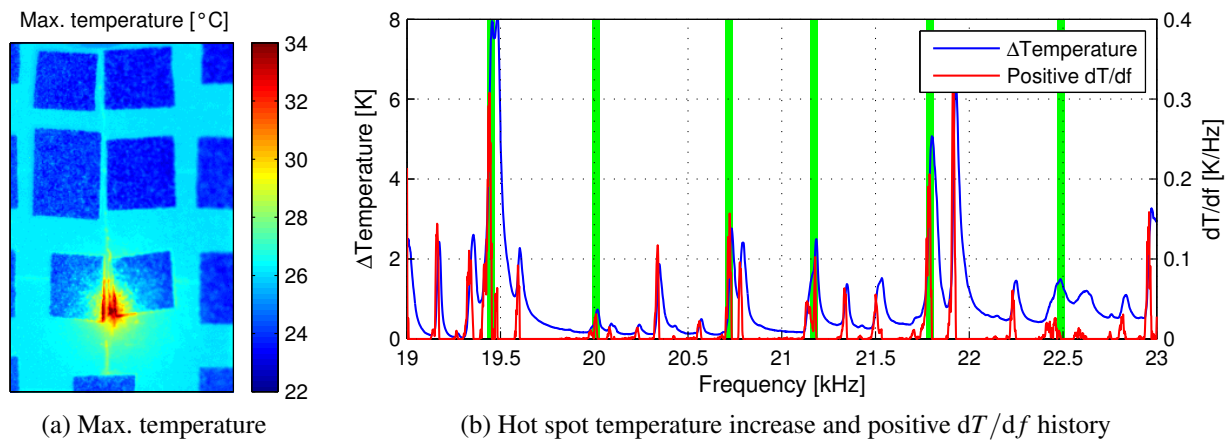 Max. temperature [°C]
34
32
30
28
26
24
22
(a) Max. temperature
8
6
4
2
0
ΔTemperature [K]
ΔTemperature
Positive dT/df
0.4
0.3
0.2
0.1
0
dT/df [K/Hz]
19 19.5 20 20.5 21 21.5 22 22.5 23
Frequency [kHz]
(b) Hot spot temperature increase and positive dT/df history